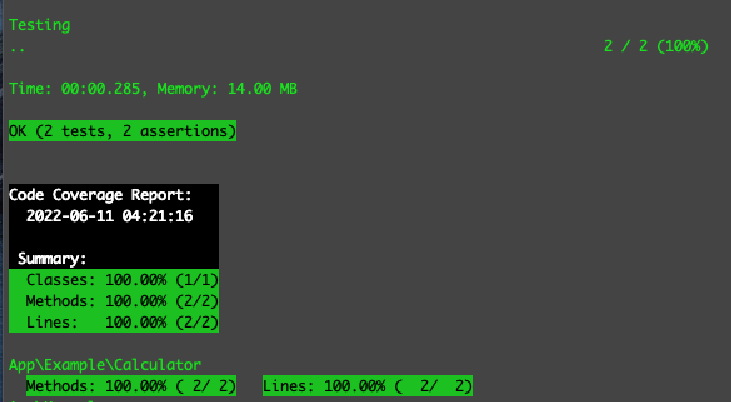 Testing
.. 2 / 2 (100%)
Time: 00:00.285, Memory: 14.00 MB
OK (2 tests, 2 assertions)
Code Coverage Report:
2022-06-11 04:21:16
Summary:
Classes: 100.00% (1/1)
Methods: 100.00% (2/2)
Lines: 100.00% (2/2)
App\Example\Calculator
Methods: 100.00% ( 2/ 2) Lines: 100.00% ( 2/ 2)